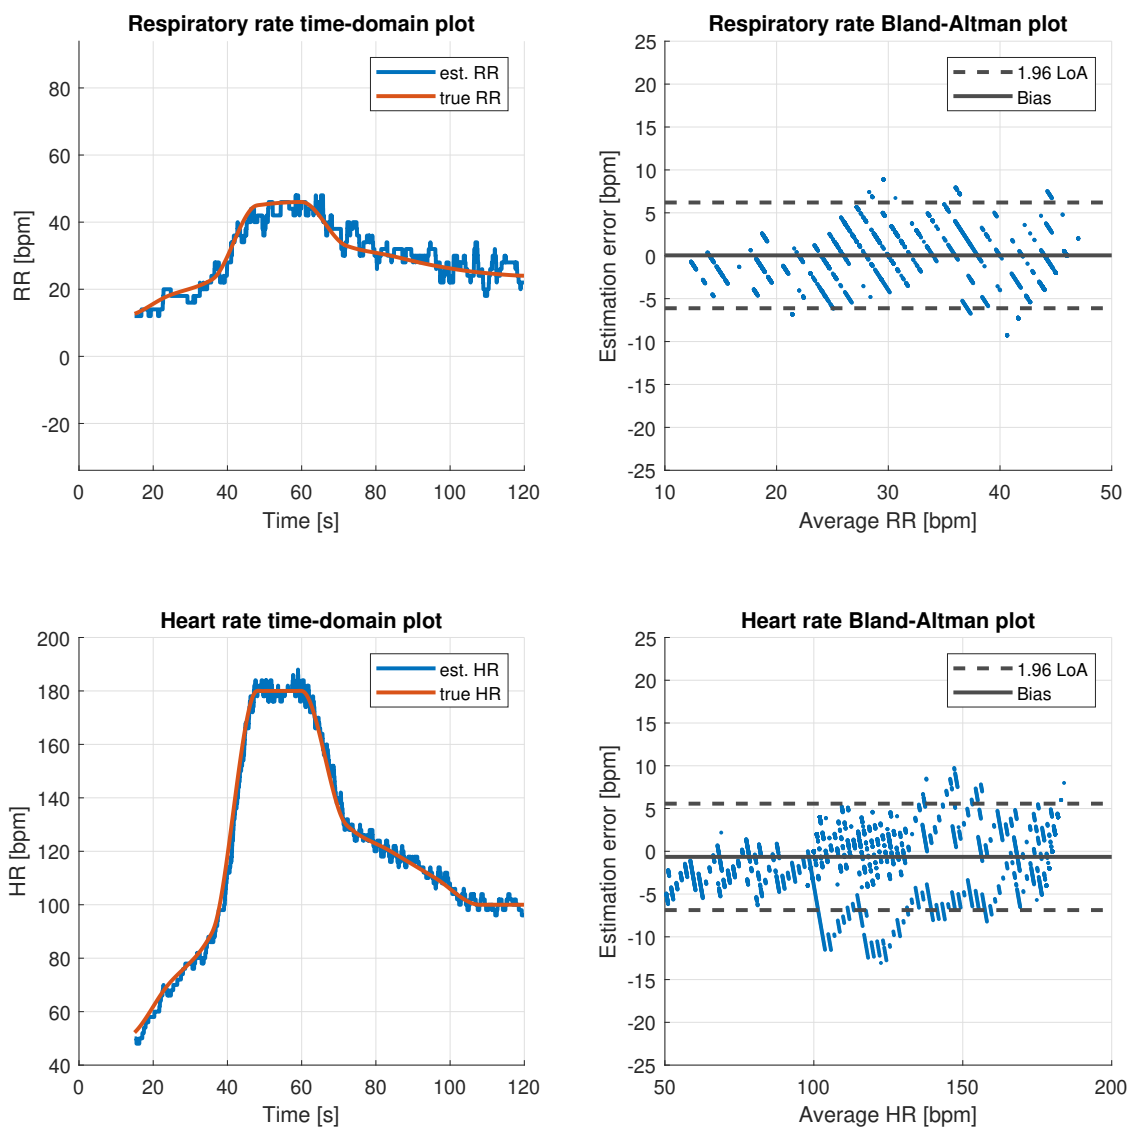 Respiratory rate time-domain plot
80
60
40
20
0
-20
RR [bpm]
est. RR
true RR
0 20 40 60 80 100 120
Time [s]
Respiratory rate Bland-Altman plot
25
20
15
10
5
0
-5
-10
-15
-20
-25
Estimation error [bpm]
1.96 LoA
Bias
10 20 30 40 50
Average RR [bpm]
Heart rate time-domain plot
200
180
160
140
120
100
80
60
40
HR [bpm]
est. HR
true HR
0 20 40 60 80 100 120
Time [s]
Heart rate Bland-Altman plot
25
20
15
10
5
0
-5
-10
-15
-20
-25
Estimation error [bpm]
1.96 LoA
Bias
50 100 150 200
Average HR [bpm]